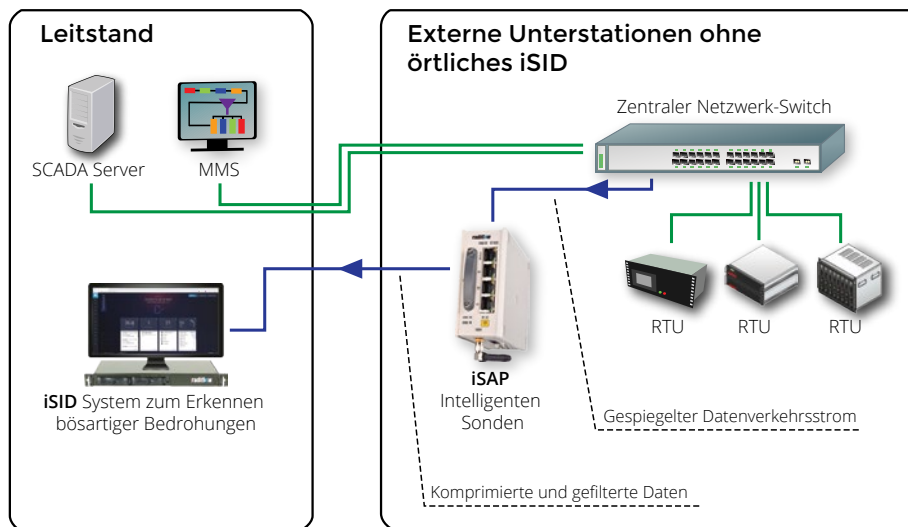 Leitstand
SCADA Server
MMS
iSID System zum Erkennen
bösartiger Bedrohungen
Externe Unterstationen ohne
örtliches iSID
Zentraler Netzwerk-Switch
RTU
RTU
RTU
iSAP
Intelligenten
Sonden
Gespiegelter Datenverkehrsstrom
Komprimierte und gefilterte Daten